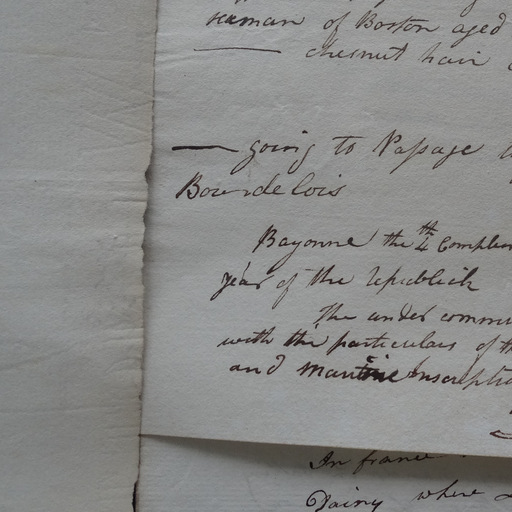 seaman of Boston aged
— chesnut hair
— going to Passage
Bourdelois
Bayonne the 4th Complem
year of the republick
The under commis
with the particulars of th
and maritime Inscriptio
In france
Dairy where